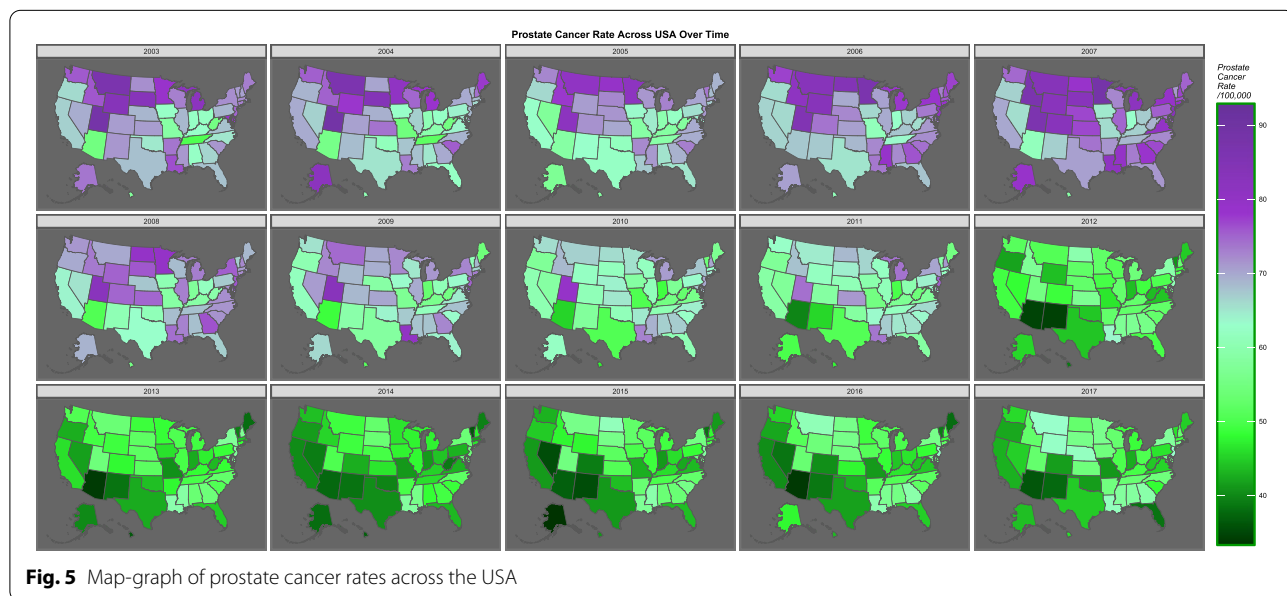 Prostate Cancer Rate Across USA Over Time
2003 2004 2005 2006 2007
Prostate
Cancer
Rate
/100,000
90
80
70
60
50
40
2008 2009 2010 2011 2012
2013 2014 2015 2016 2017
Fig. 5 Map-graph of prostate cancer rates across the USA